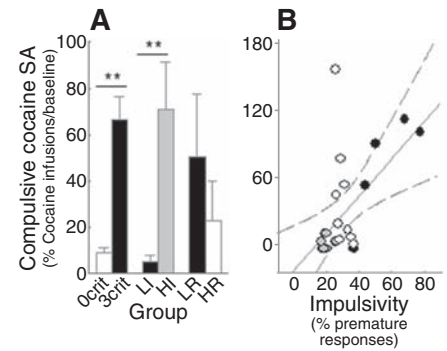 A
B
Compulsive cocaine SA
(% Cocaine infusions/baseline)
100
80
60
40
20
0
**
**
0crit
3crit
LI
HI
LR
HR
Group
180
120
60
0
0 20 40 60 80
Impulsivity
(% premature
responses)